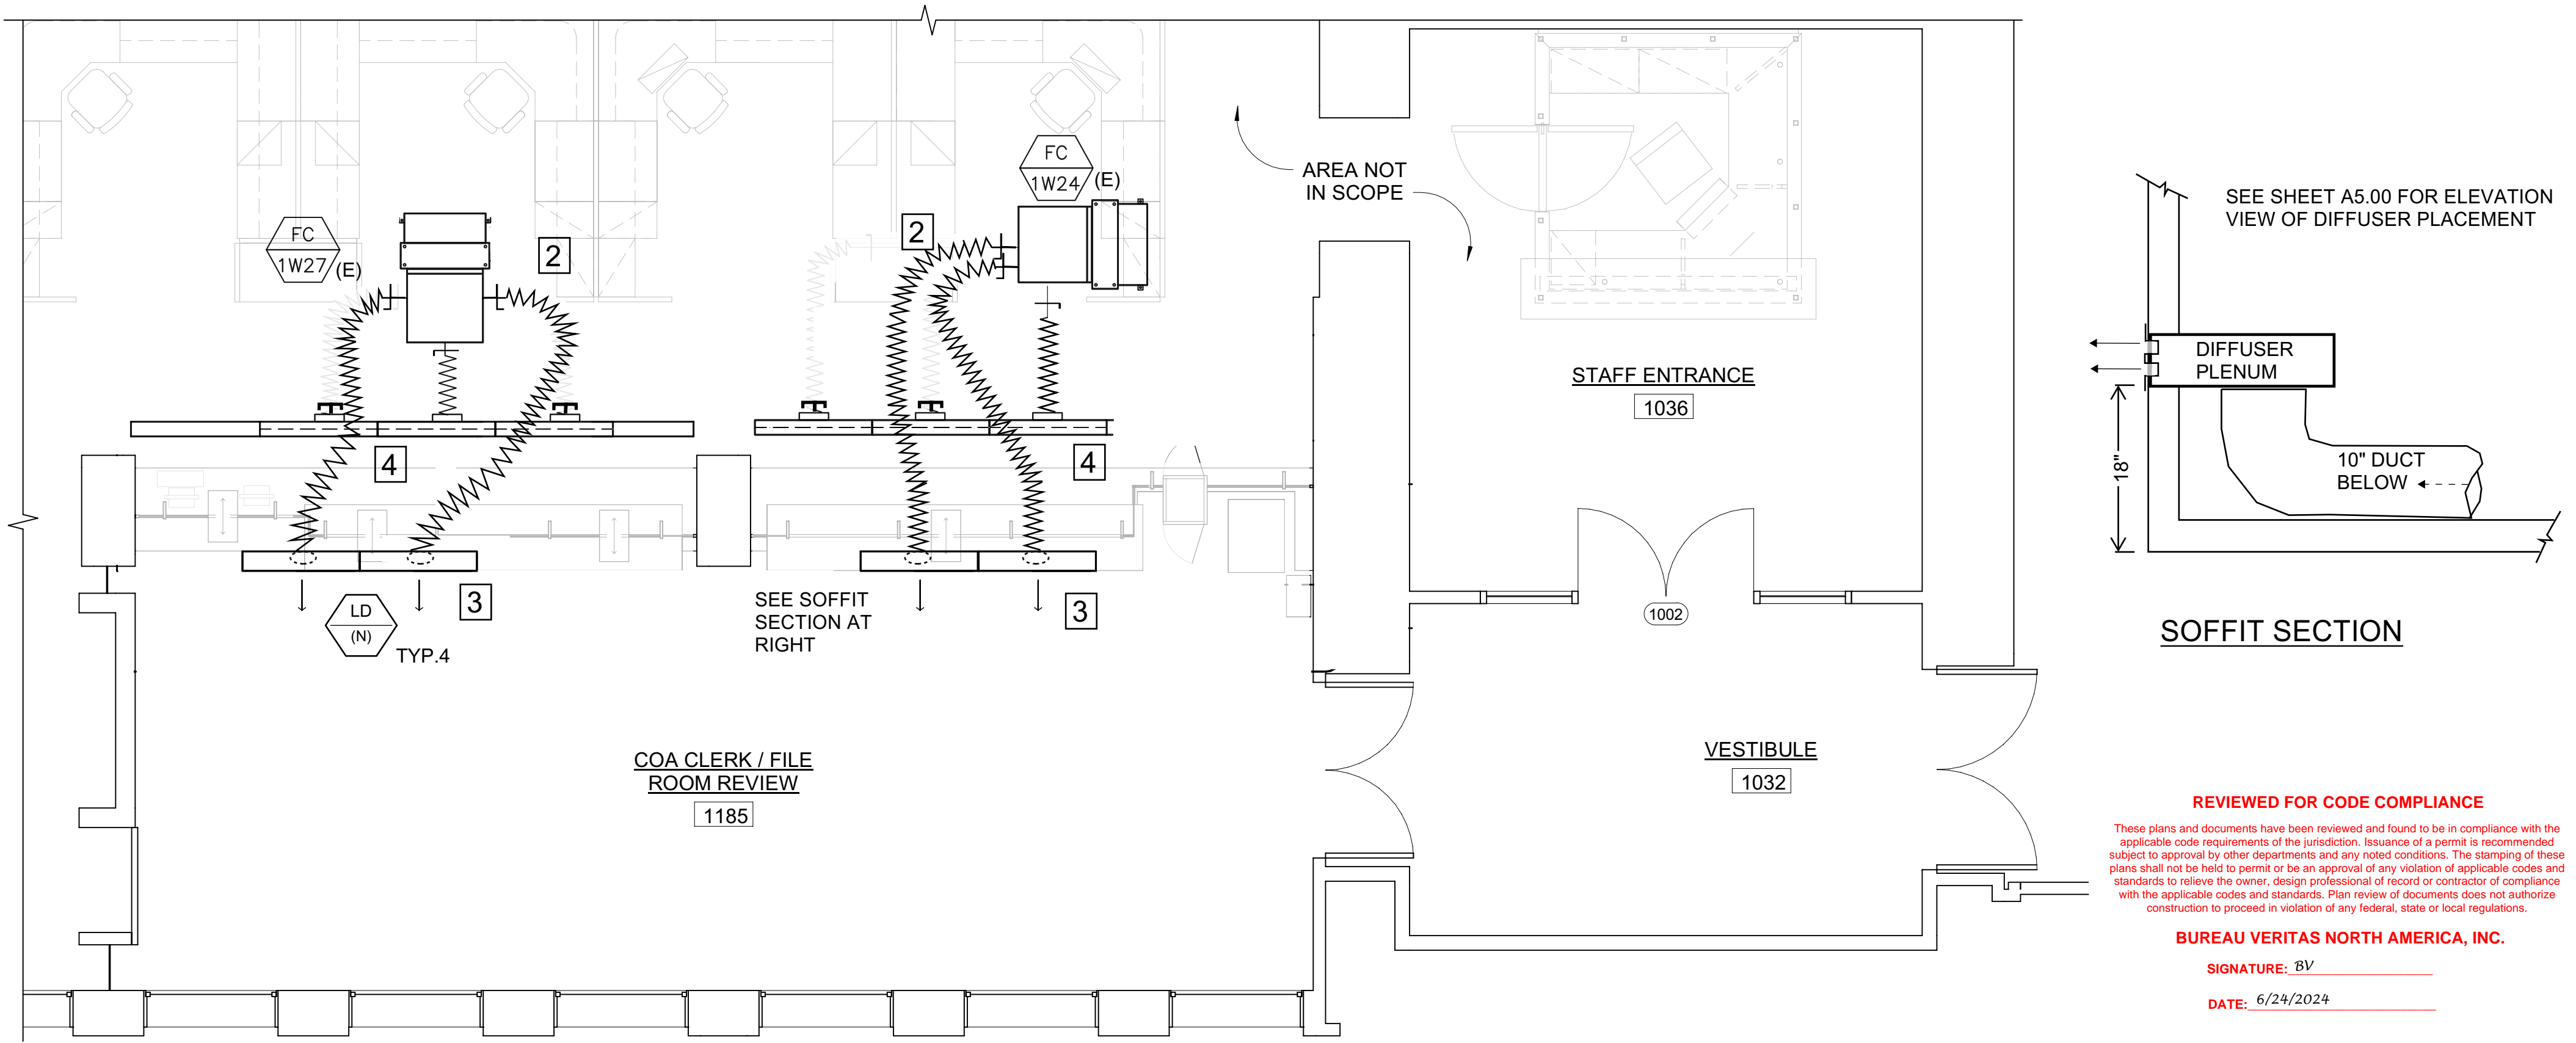 FC
1W27
(E)
2
FC
1W24
(E)
2
AREA NOT
IN SCOPE
4
4
LD
(N)
TYP.4
3
SEE SOFFIT
SECTION AT
RIGHT
3
COA CLERK / FILE
ROOM REVIEW
1185
STAFF ENTRANCE
1036
1002
VESTIBULE
1032
SEE SHEET A5.00 FOR ELEVATION
VIEW OF DIFFUSER PLACEMENT
DIFFUSER
PLENUM
18"
10" DUCT
BELOW
SOFFIT SECTION
REVIEWED FOR CODE COMPLIANCE
These plans and documents have been reviewed and found to be in compliance with the
applicable code requirements of the jurisdiction. Issuance of a permit is recommended
subject to approval by other departments and any noted conditions. The stamping of these
plans shall not be held to permit or be an approval of any violation of applicable codes and
standards to relieve the owner, design professional of record or contractor of compliance
with the applicable codes and standards. Plan review of documents does not authorize
construction to proceed in violation of any federal, state or local regulations.
BUREAU VERITAS NORTH AMERICA, INC.
SIGNATURE: BV
DATE: 6/24/2024